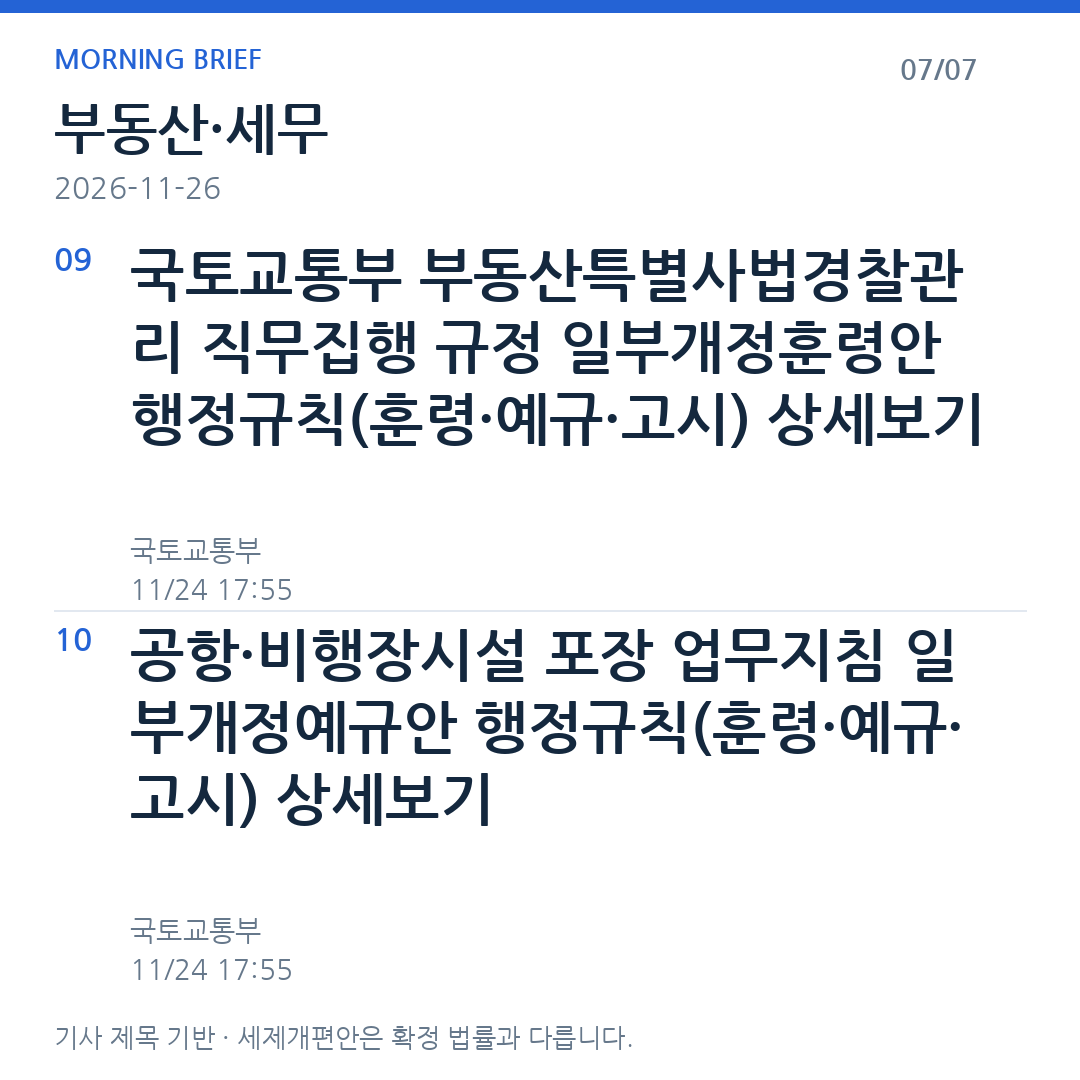 MORNING BRIEF
07/07
부동산·세무
2026-11-26
09
국토교통부 부동산특별사법경찰관
리 직무집행 규정 일부개정훈령안
행정규칙(훈령·예규·고시) 상세보기
국토교통부
11/24 17:55
10
공항·비행장시설 포장 업무지침 일
부개정예규안 행정규칙(훈령·예규·
고시) 상세보기
국토교통부
11/24 17:55
기사 제목 기반 · 세제개편안은 확정 법률과 다릅니다.